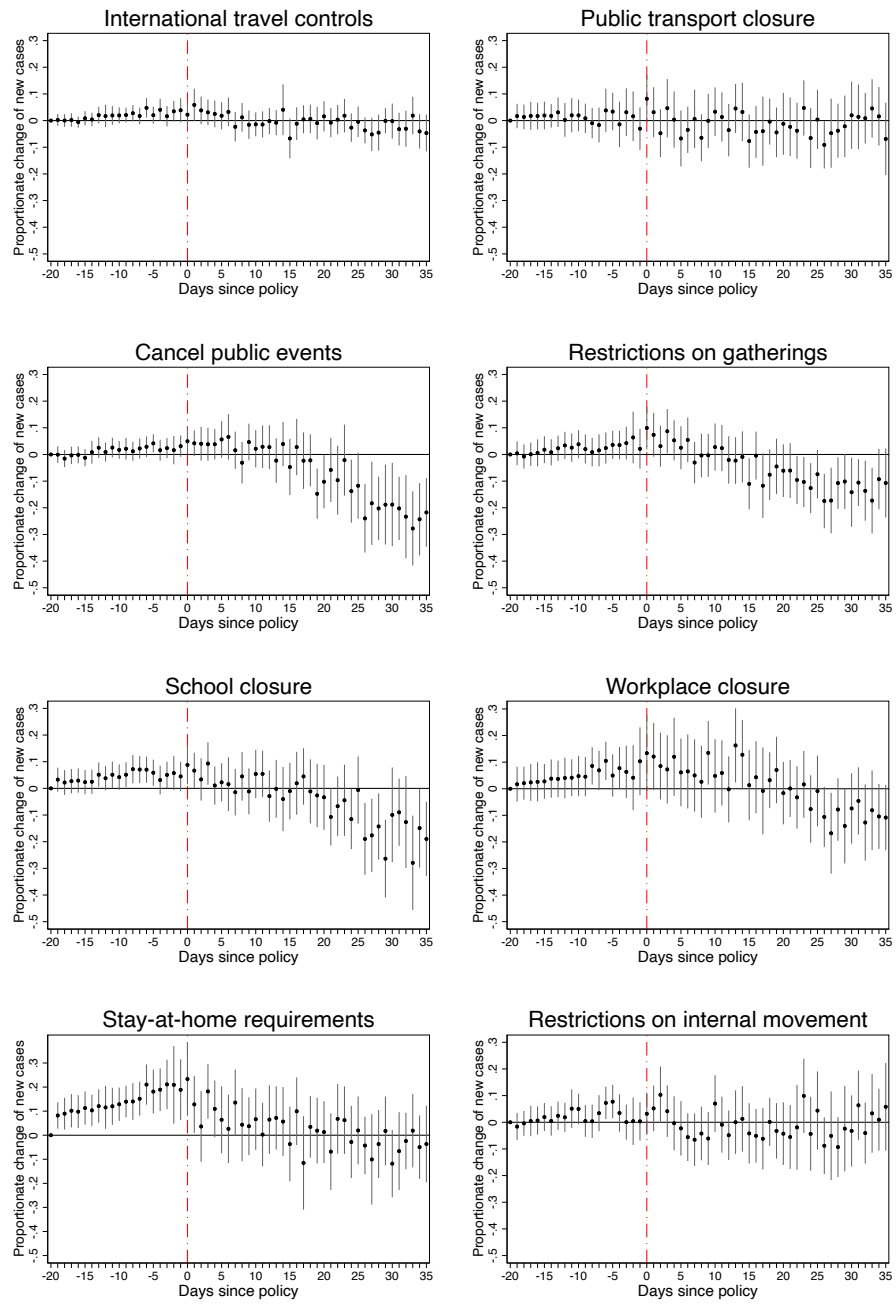 International travel controls
Proportionate change of new cases
-.5 -.4 -.3 -.2 -.1 0 .1 .2 .3
-20 -15 -10 -5 0 5 10 15 20 25 30 35
Days since policy
Public transport closure
Proportionate change of new cases
-.5 -.4 -.3 -.2 -.1 0 .1 .2 .3
-20 -15 -10 -5 0 5 10 15 20 25 30 35
Days since policy
Cancel public events
Proportionate change of new cases
-.5 -.4 -.3 -.2 -.1 0 .1 .2 .3
-20 -15 -10 -5 0 5 10 15 20 25 30 35
Days since policy
Restrictions on gatherings
Proportionate change of new cases
-.5 -.4 -.3 -.2 -.1 0 .1 .2 .3
-20 -15 -10 -5 0 5 10 15 20 25 30 35
Days since policy
School closure
Proportionate change of new cases
-.5 -.4 -.3 -.2 -.1 0 .1 .2 .3
-20 -15 -10 -5 0 5 10 15 20 25 30 35
Days since policy
Workplace closure
Proportionate change of new cases
-.5 -.4 -.3 -.2 -.1 0 .1 .2 .3
-20 -15 -10 -5 0 5 10 15 20 25 30 35
Days since policy
Stay-at-home requirements
Proportionate change of new cases
-.5 -.4 -.3 -.2 -.1 0 .1 .2 .3
-20 -15 -10 -5 0 5 10 15 20 25 30 35
Days since policy
Restrictions on internal movement
Proportionate change of new cases
-.5 -.4 -.3 -.2 -.1 0 .1 .2 .3
-20 -15 -10 -5 0 5 10 15 20 25 30 35
Days since policy